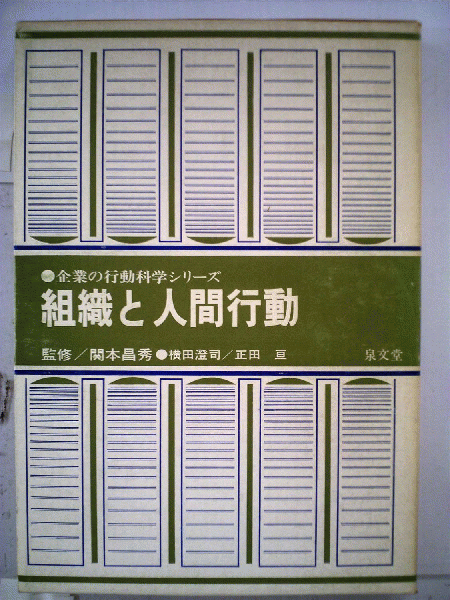 ●企業の行動科学シリーズ
組織と人間行動
監修/関本昌秀●横田澄司/正田 亘
泉文堂